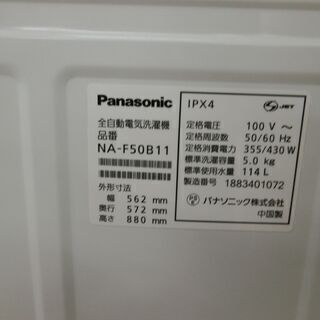 Panasonic
全自動電気洗濯機
品番
NA-F50B11
外形寸法
幅 562 mm
奥行 572 mm
高さ 880 mm
IPX4
JET
定格電圧 100 V ～
定格周波数 50/60 Hz
定格消費電力 355/430 W
標準洗濯容量 5.0 kg
標準使用水量 114 L
製造番号 1883401072
パナソニック株式会社
中国製